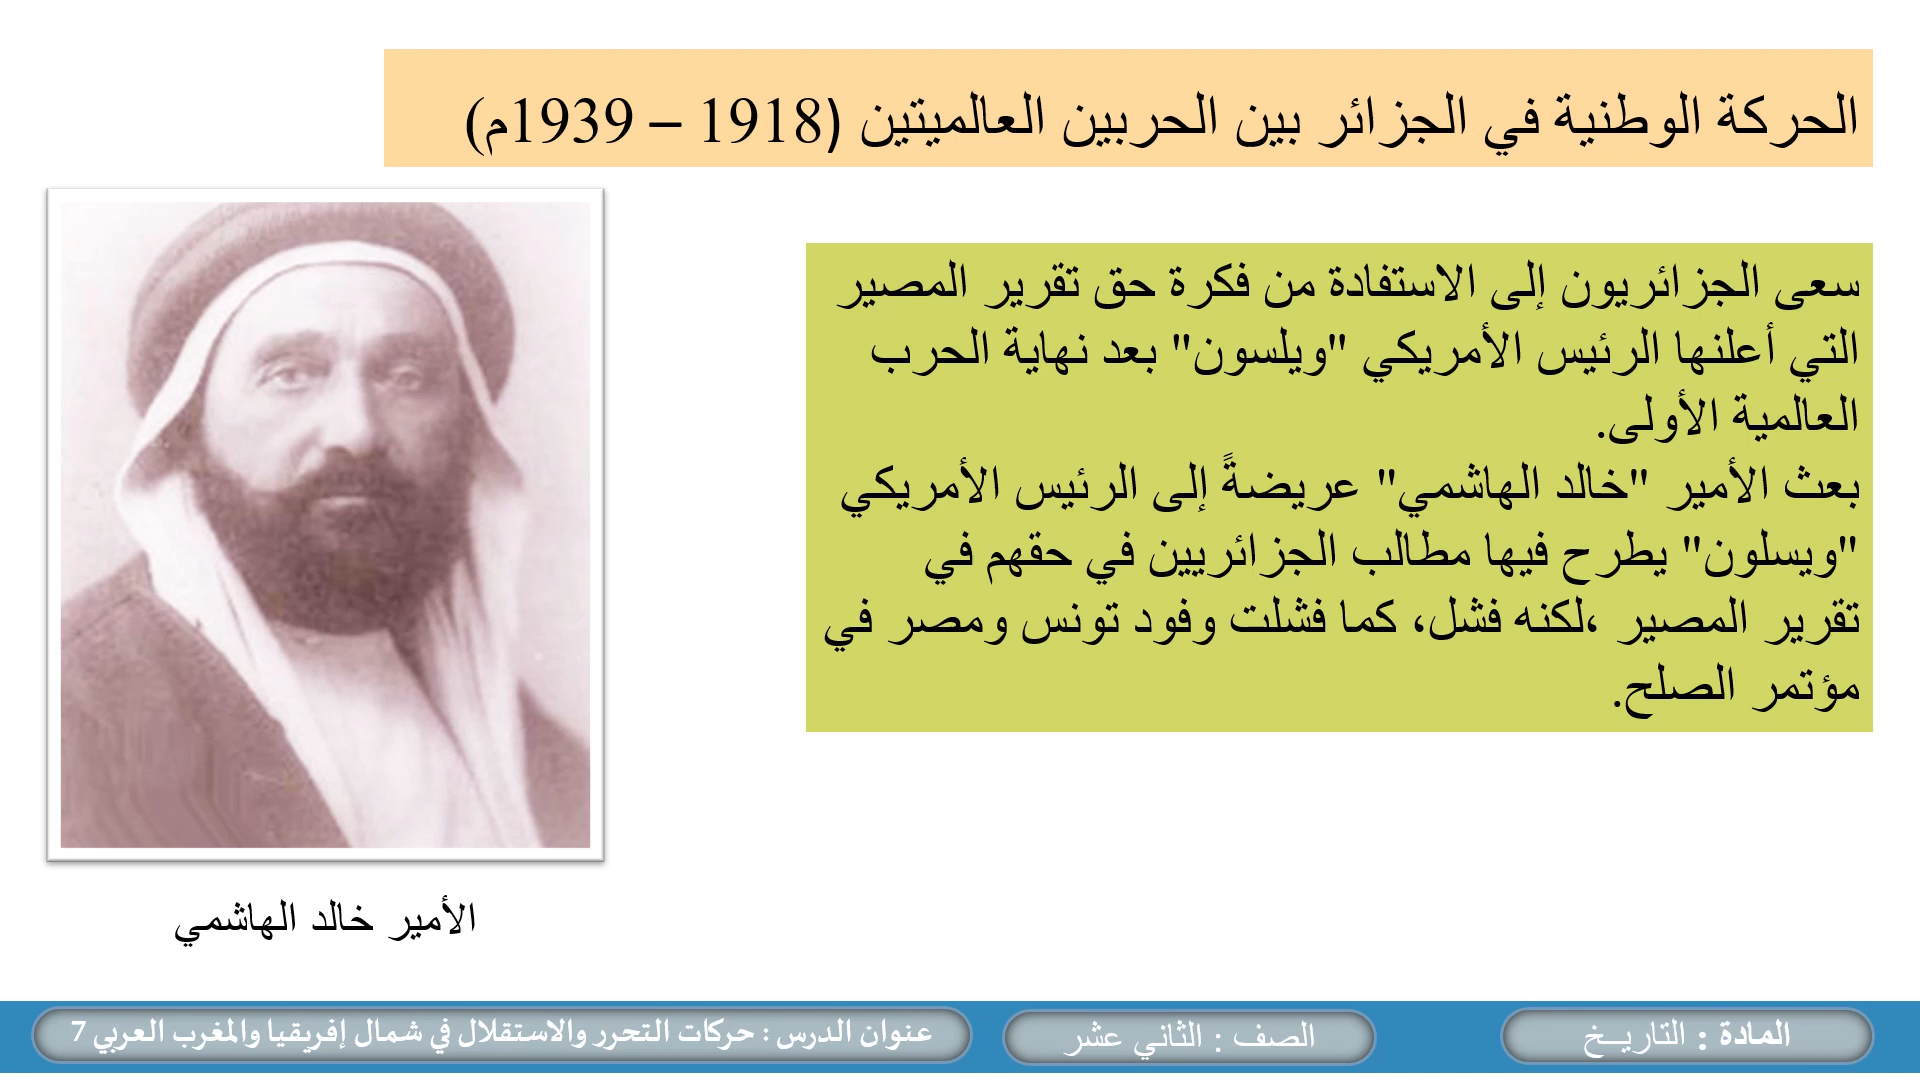 الحركة الوطنية في الجزائر بين الحربين العالميتين (1918 – 1939م)
سعى الجزائريون إلى الاستفادة من فكرة حق تقرير المصير
التي أعلنها الرئيس الأمريكي "ويلسون" بعد نهاية الحرب
العالمية الأولى.
بعث الأمير "خالد الهاشمي" عريضةً إلى الرئيس الأمريكي
"ويسلون" يطرح فيها مطالب الجزائريين في حقهم في
تقرير المصير ،لكنه فشل، كما فشلت وفود تونس ومصر في
مؤتمر الصلح.
الأمير خالد الهاشمي
المادة : التاريـخ
الصف : الثاني عشر
عنوان الدرس : حركات التحرر والاستقلال في شمال إفريقيا والمغرب العربي 7